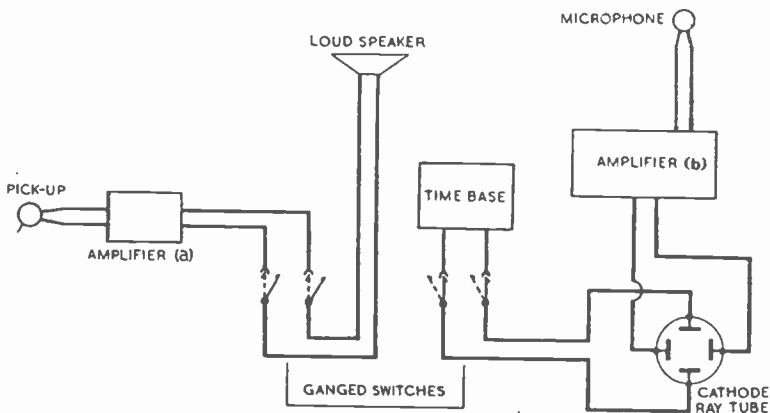 MICROPHONE
LOUD SPEAKER
AMPLIFIER (b)
TIME BASE
PICK-UP
AMPLIFIER (a)
GANGED SWITCHES
CATHODE
RAY TUBE